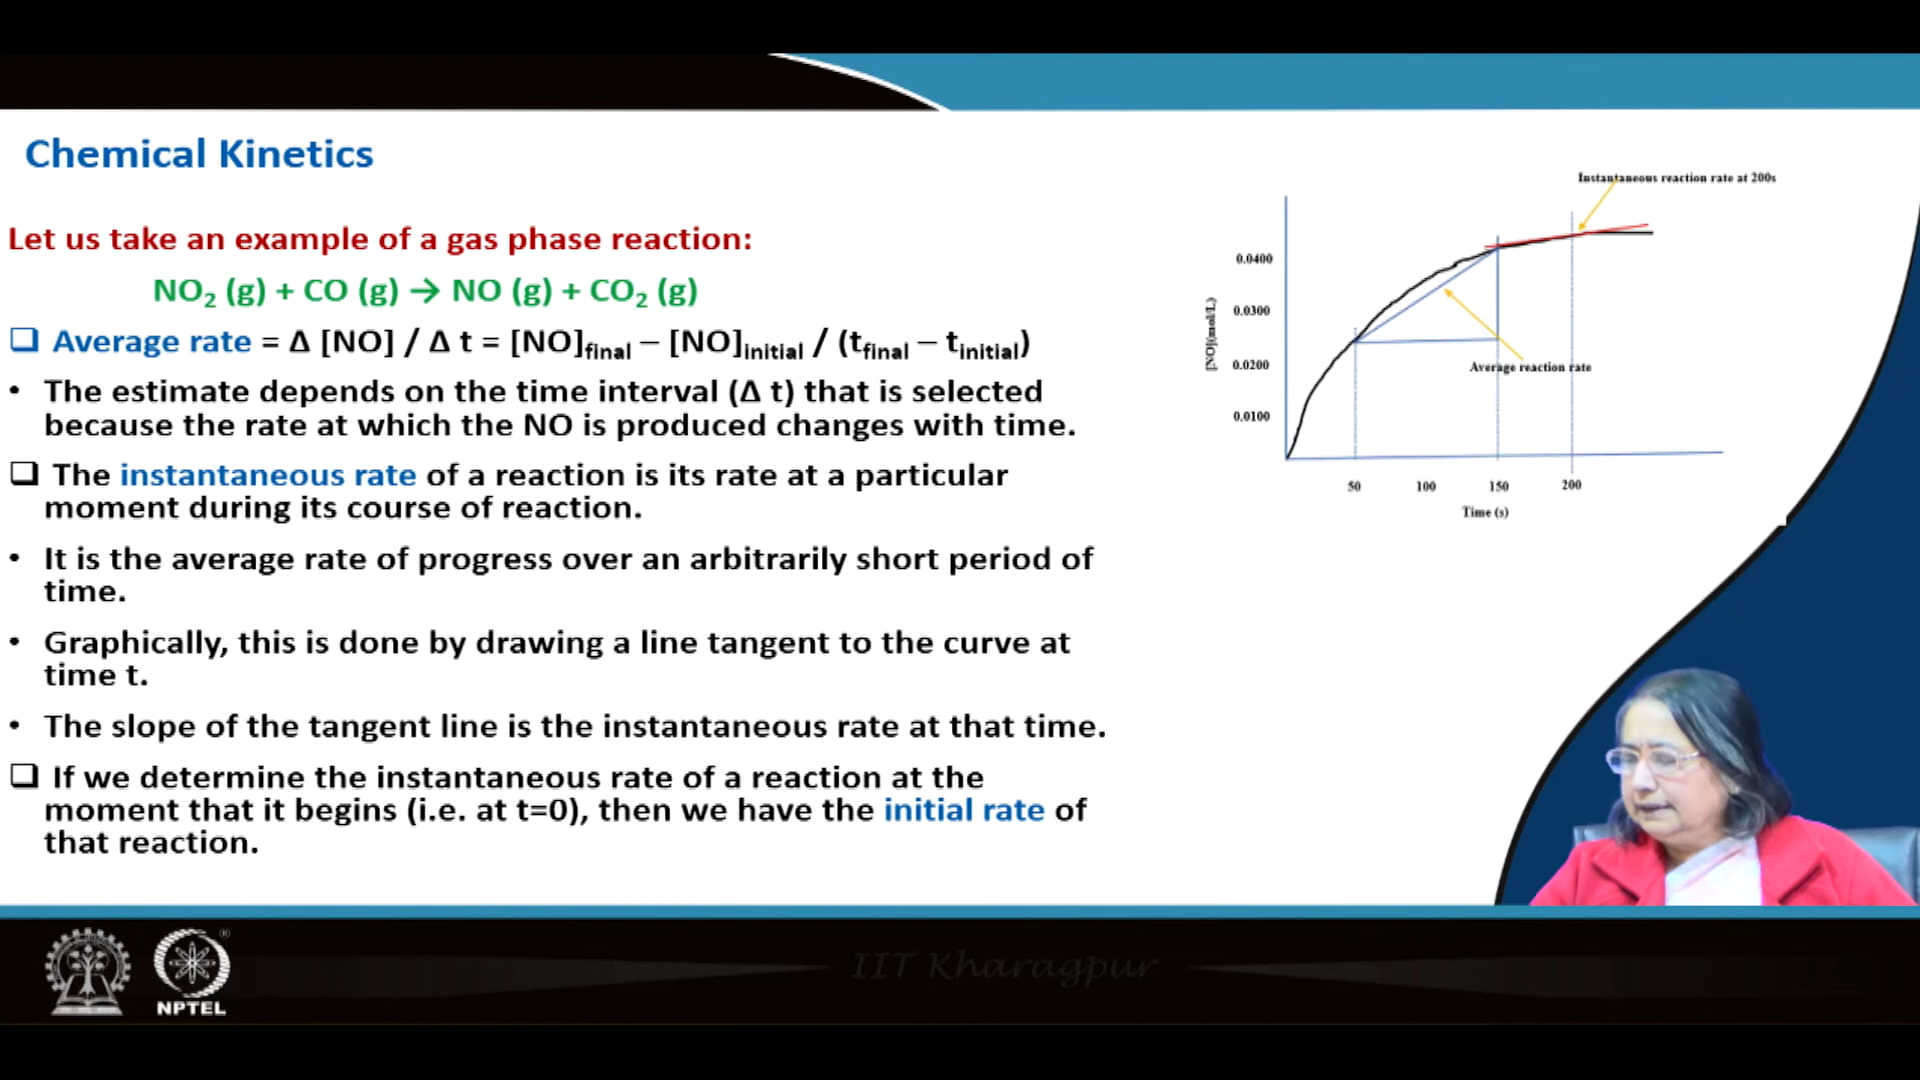 Chemical Kinetics
Let us take an example of a gas phase reaction:
NO₂ (g) + CO (g) → NO (g) + CO₂ (g)
❑ Average rate = Δ [NO] / Δ t = [NO]final – [NO]initial / (tfinal – tinitial)
• The estimate depends on the time interval (Δ t) that is selected
because the rate at which the NO is produced changes with time.
❑ The instantaneous rate of a reaction is its rate at a particular
moment during its course of reaction.
• It is the average rate of progress over an arbitrarily short period of
time.
• Graphically, this is done by drawing a line tangent to the curve at
time t.
• The slope of the tangent line is the instantaneous rate at that time.
❑ If we determine the instantaneous rate of a reaction at the
moment that it begins (i.e. at t=0), then we have the initial rate of
that reaction.
Instantaneous reaction rate at 200s
0.0400
0.0300
0.0200
0.0100
[NO](mol/L)
Average reaction rate
50 100 150 200
Time (s)
®
NPTEL
IIT Kharagpur